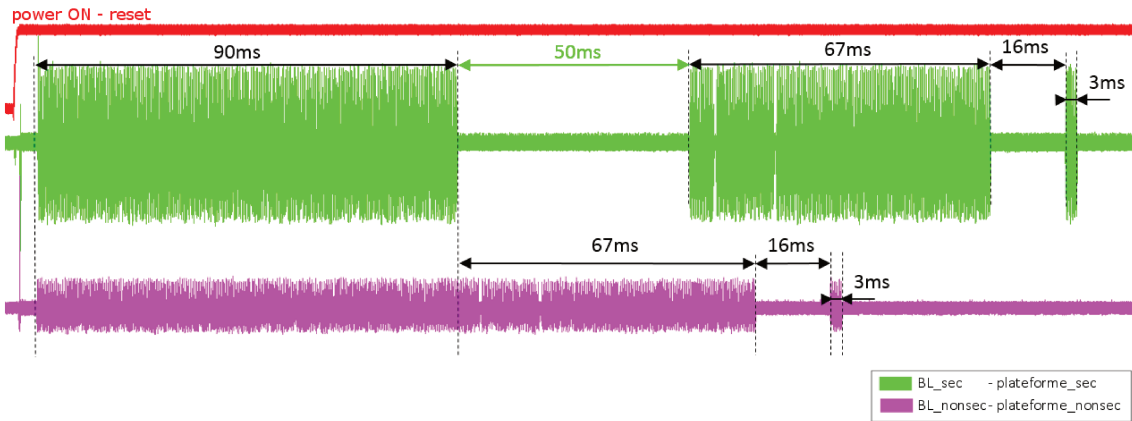 power ON - reset
90ms
50ms
67ms
16ms
3ms
67ms
16ms
3ms
BL_sec - plateforme_sec
BL_nonsec- plateforme_nonsec